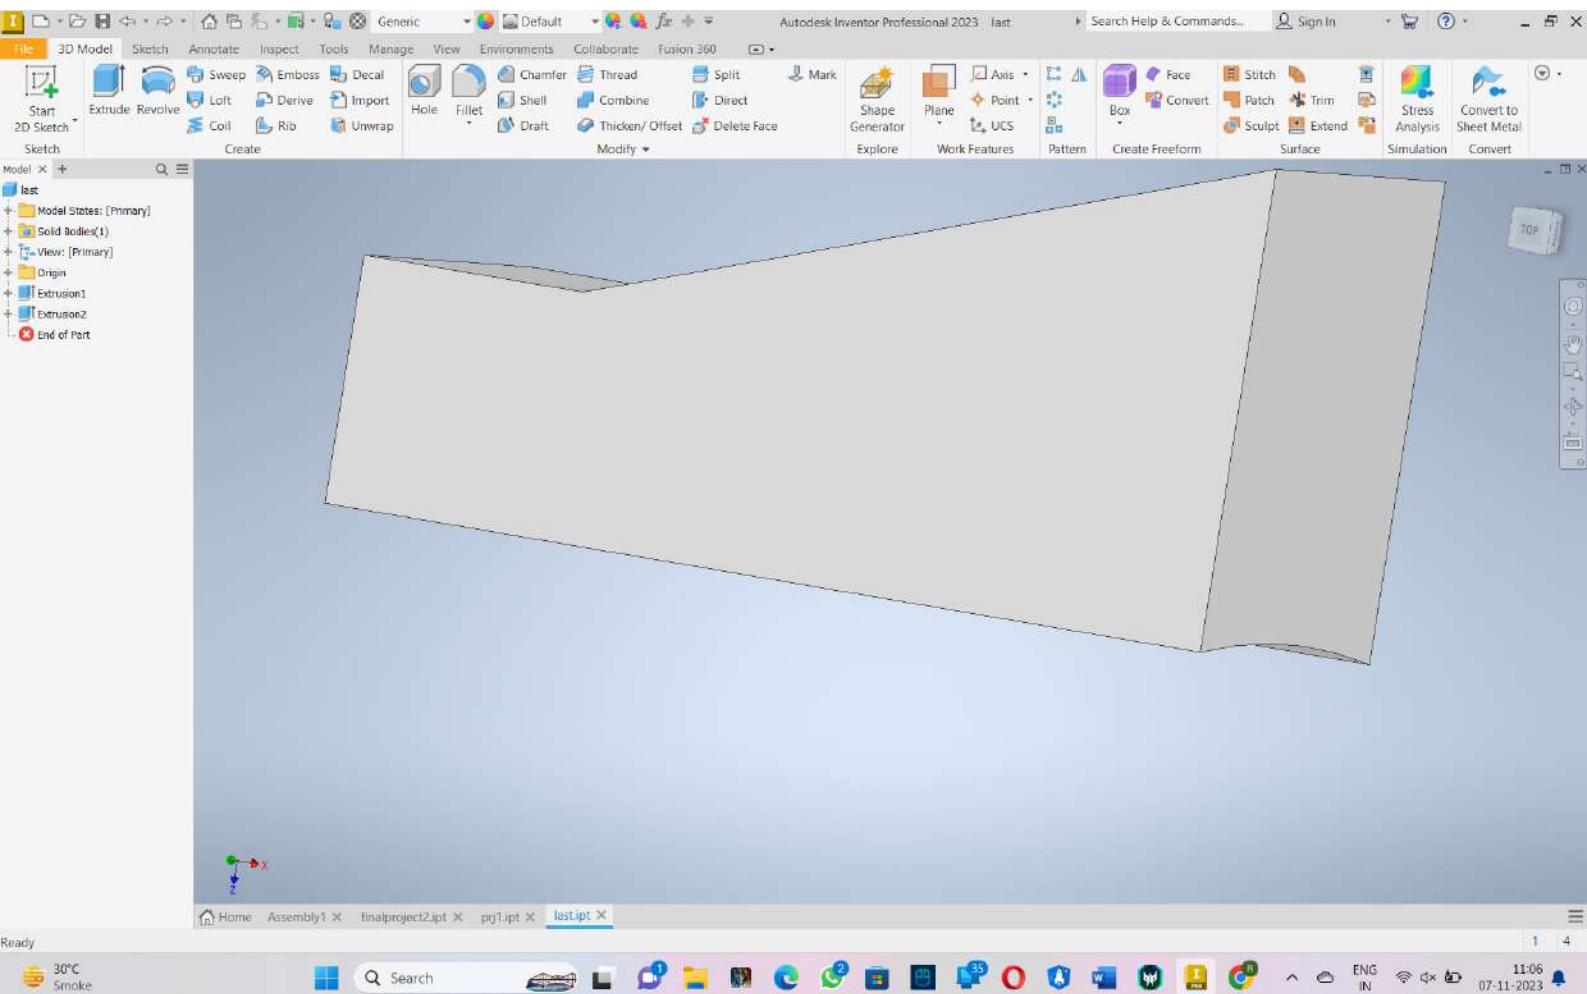 Generic Default Autodesk Inventor Professional 2023 last Search Help & Commands... Sign In
File 3D Model Sketch Annotate Inspect Tools Manage View Environments Collaborate Fusion 360
Sweep Emboss Decal Chamfer Thread Split Mark Axis Face Stitch
Start 2D Sketch Extrude Revolve Loft Derive Import Hole Fillet Shell Combine Direct Shape Generator Plane Point Box Convert Patch Trim Stress Analysis Convert to Sheet Metal
Coil Rib Unwrap Draft Thicken/ Offset Delete Face UCS Sculpt Extend
Sketch Create Modify Explore Work Features Pattern Create Freeform Surface Simulation Convert
Model
last
Model States: [Primary]
Solid Bodies(1)
View: [Primary]
Origin
Extrusion1
Extrusion2
End of Part
TOP
X
Z
Home Assembly1 finalproject2.ipt prj1.ipt last.ipt
Ready 1 4
30°C
Smoke
Search
1 2 35
ENG
IN
11:06
07-11-2023